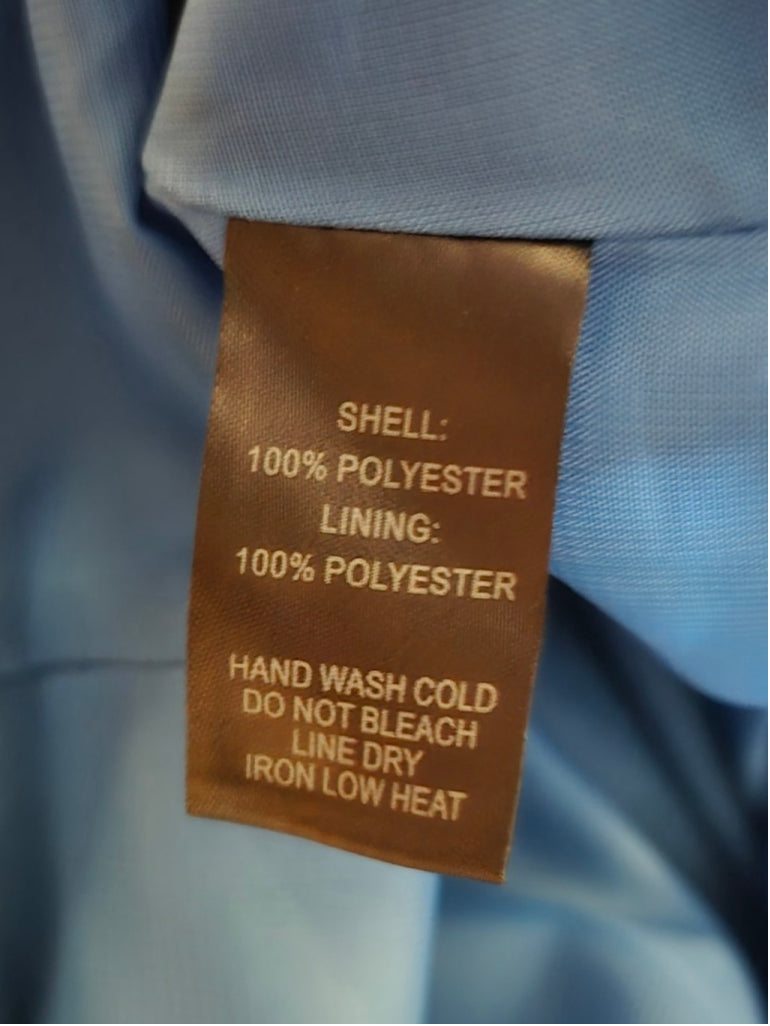 SHELL:
100% POLYESTER
LINING:
100% POLYESTER
HAND WASH COLD
DO NOT BLEACH
LINE DRY
IRON LOW HEAT